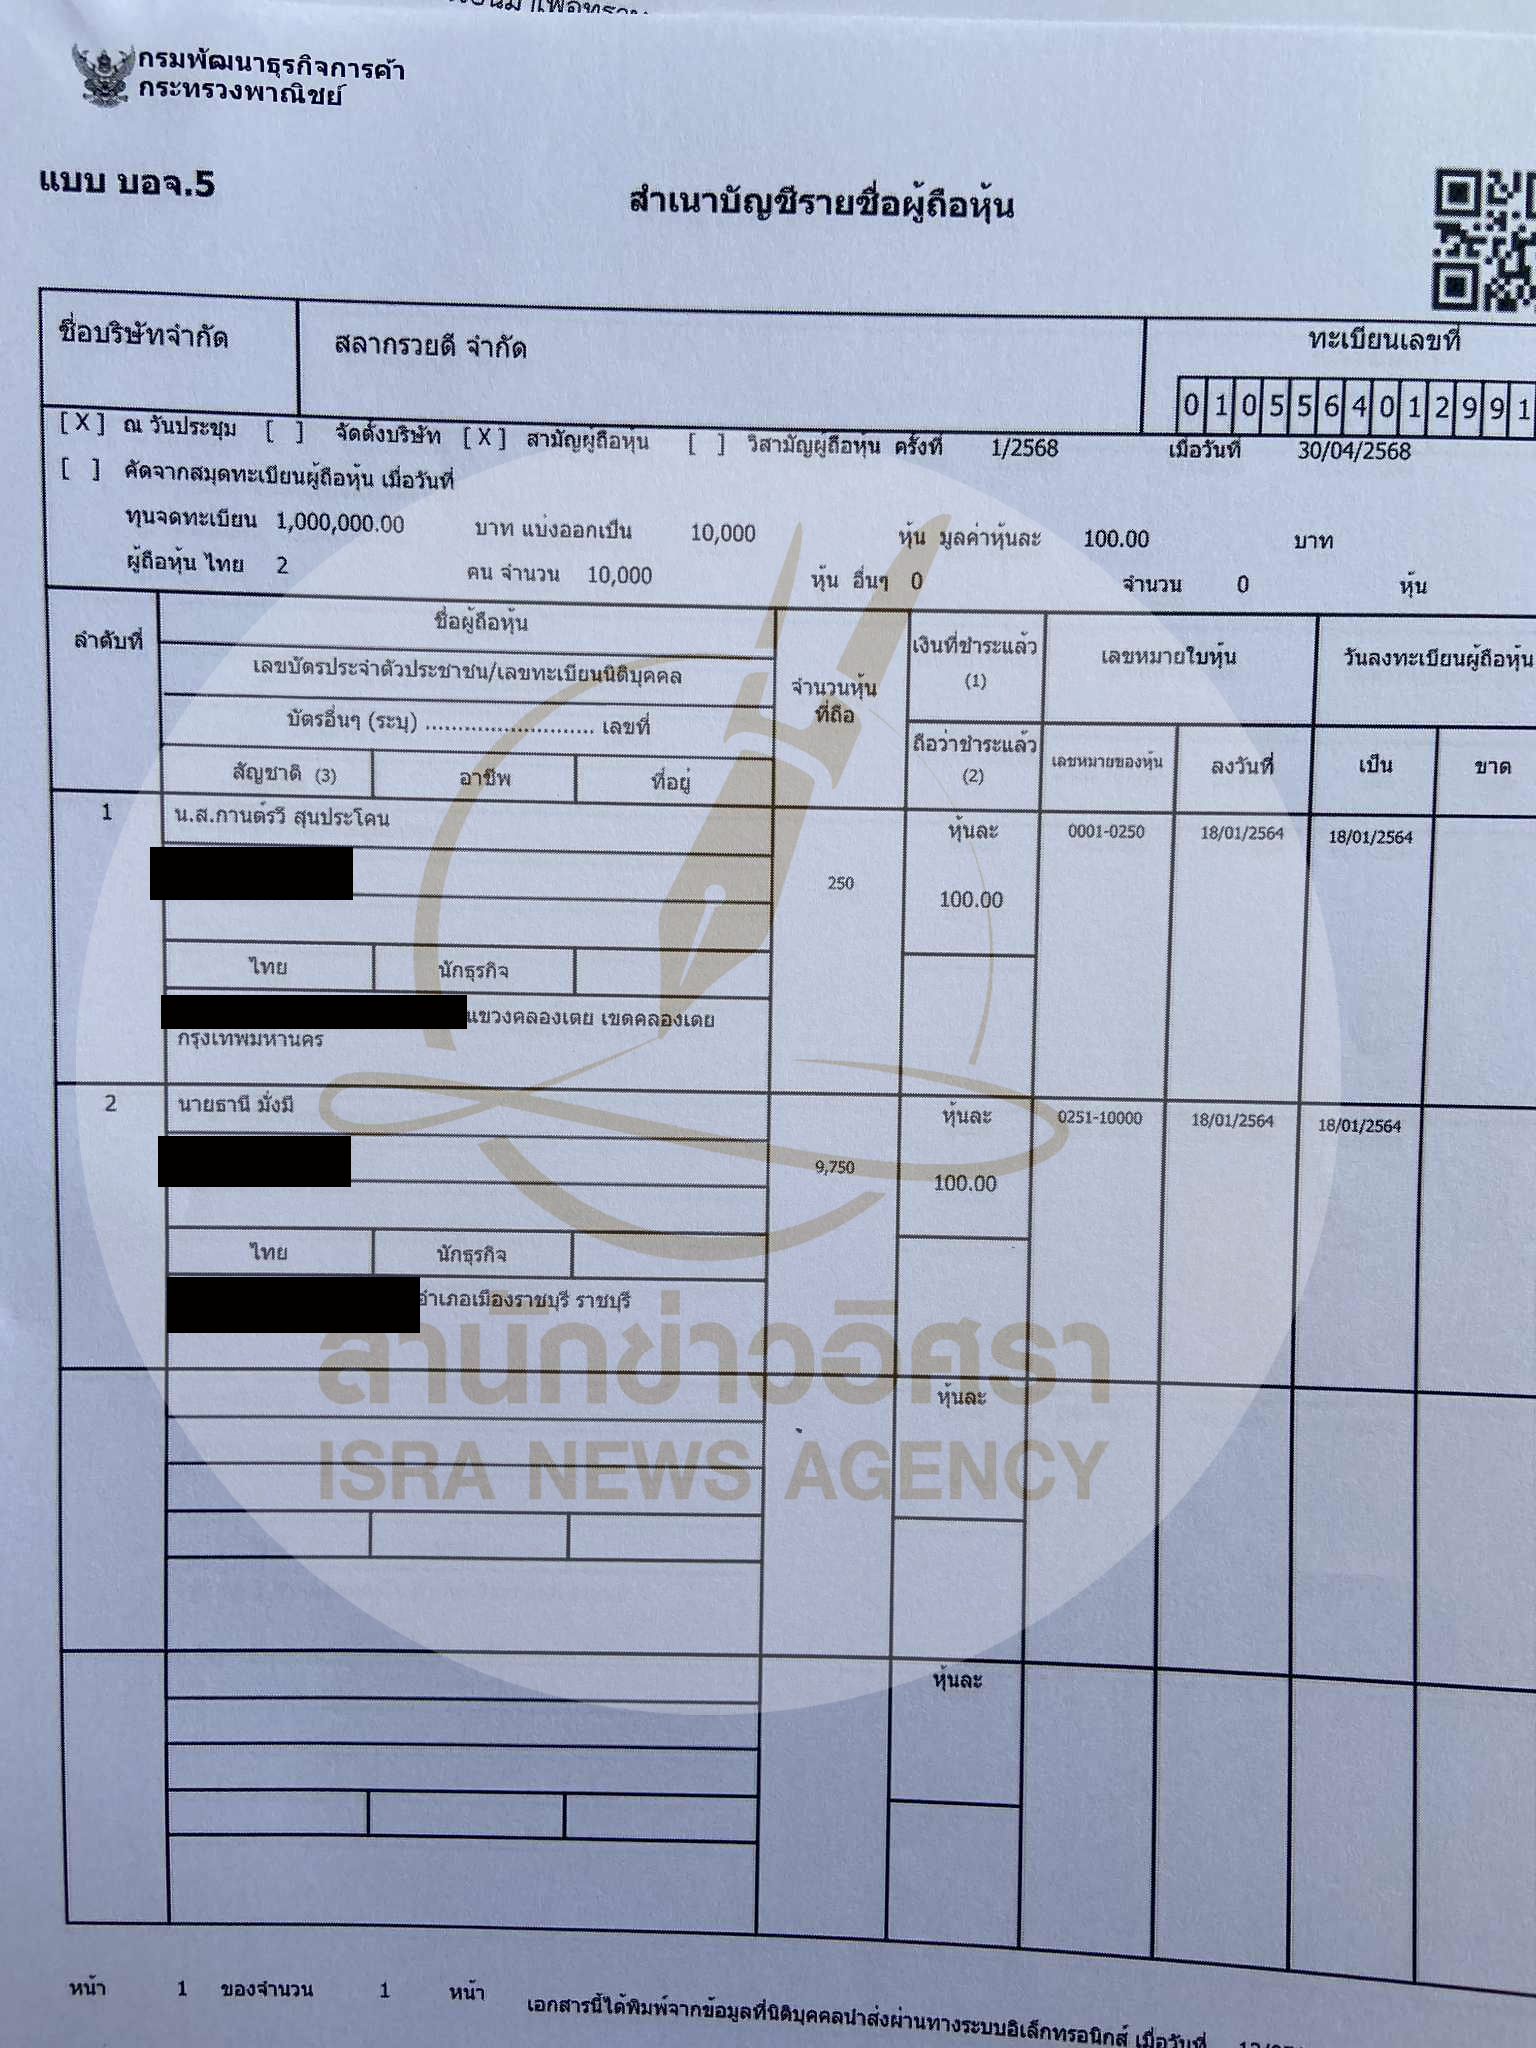 กรมพัฒนาธุรกิจการค้า
กระทรวงพาณิชย์
แบบ บอจ.5
สำเนาบัญชีรายชื่อผู้ถือหุ้น
ชื่อบริษัทจำกัด สลากรวยดี จำกัด ทะเบียนเลขที่
0105564012991
[ X ] ณ วันประชุม [ ] จัดตั้งบริษัท [ X ] สามัญผู้ถือหุ้น [ ] วิสามัญผู้ถือหุ้น ครั้งที่ 1/2568 เมื่อวันที่ 30/04/2568
[ ] คัดจากสมุดทะเบียนผู้ถือหุ้น เมื่อวันที่
ทุนจดทะเบียน 1,000,000.00 บาท แบ่งออกเป็น 10,000 หุ้น มูลค่าหุ้นละ 100.00 บาท
ผู้ถือหุ้น ไทย 2 คน จำนวน 10,000 หุ้น อื่นๆ 0 จำนวน 0 หุ้น
ลำดับที่ ชื่อผู้ถือหุ้น
เลขบัตรประจำตัวประชาชน/เลขทะเบียนนิติบุคคล
บัตรอื่นๆ (ระบุ) .......................... เลขที่
สัญชาติ (3) อาชีพ ที่อยู่
จำนวนหุ้น
ที่ถือ
เงินที่ชำระแล้ว
(1)
ถือว่าชำระแล้ว
(2)
เลขหมายใบหุ้น วันลงทะเบียนผู้ถือหุ้น
เลขหมายของหุ้น ลงวันที่ เป็น ขาด
1 น.ส.กานต์รวี สุนประโคน หุ้นละ 0001-0250 18/01/2564 18/01/2564
250 100.00
ไทย นักธุรกิจ
แขวงคลองเตย เขตคลองเตย
กรุงเทพมหานคร
2 นายธานี มั่งมี หุ้นละ 0251-10000 18/01/2564 18/01/2564
9,750 100.00
ไทย นักธุรกิจ
อำเภอเมืองราชบุรี ราชบุรี
สำนักข่าวอิศรา
ISRA NEWS AGENCY
หุ้นละ
หุ้นละ
หน้า 1 ของจำนวน 1 หน้า
เอกสารนี้ได้พิมพ์จากข้อมูลที่นิติบุคคลนำส่งผ่านทางระบบอิเล็กทรอนิกส์ เมื่อวันที่